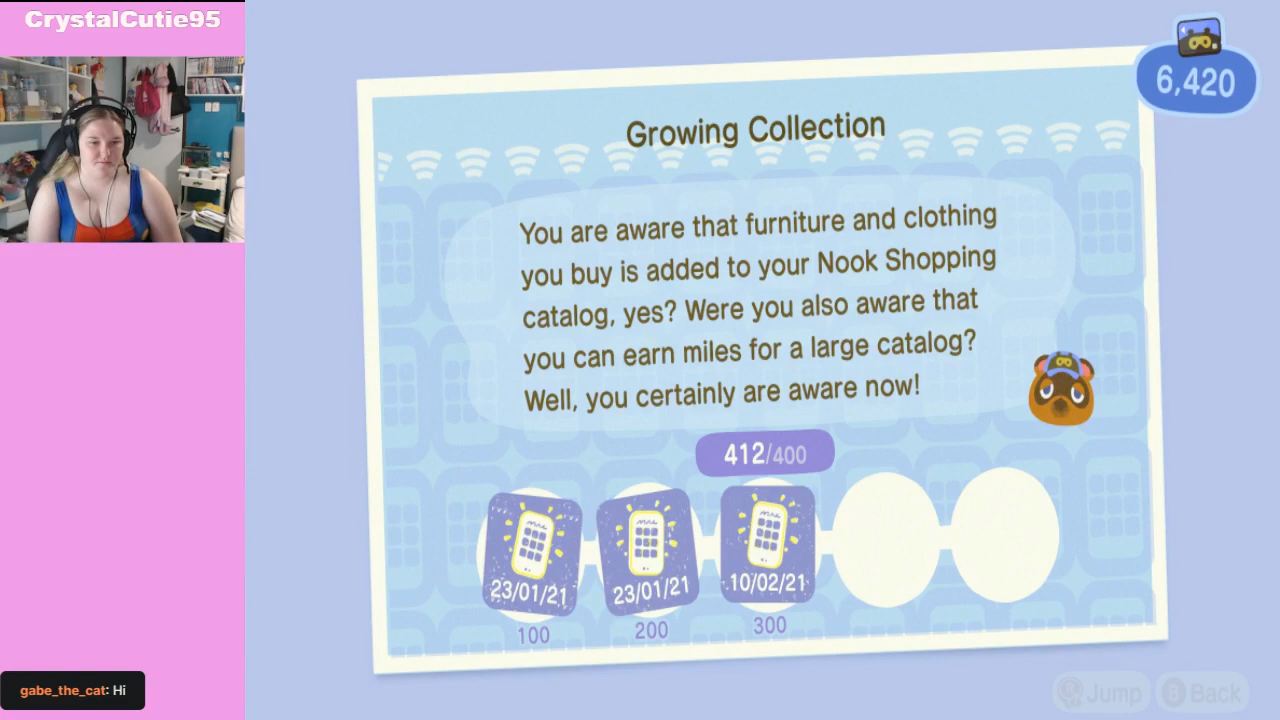 CrystalCutie95
6,420
Growing Collection
You are aware that furniture and clothing
you buy is added to your Nook Shopping
catalog, yes? Were you also aware that
you can earn miles for a large catalog?
Well, you certainly are aware now!
412/400
23/01/21
23/01/21
10/02/21
100
200
300
gabe_the_cat: Hi
Jump
B Back